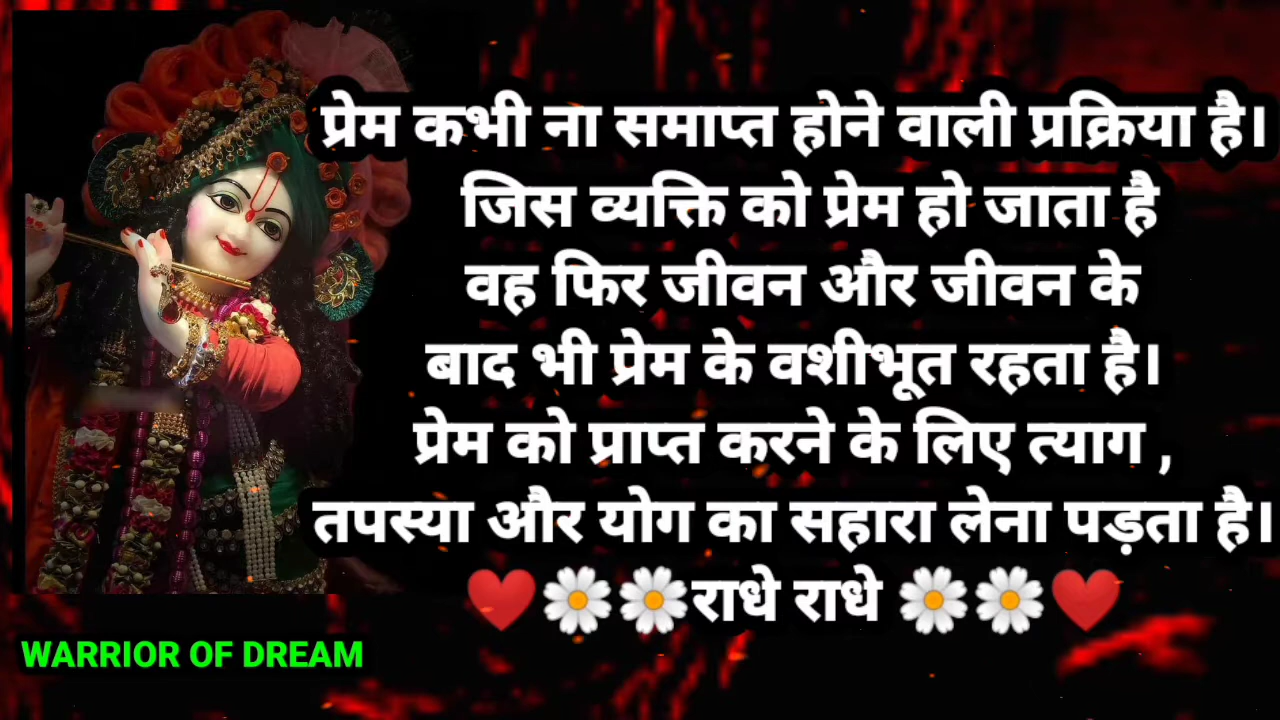 प्रेम कभी ना समाप्त होने वाली प्रक्रिया है।
जिस व्यक्ति को प्रेम हो जाता है
वह फिर जीवन और जीवन के
बाद भी प्रेम के वशीभूत रहता है।
प्रेम को प्राप्त करने के लिए त्याग ,
तपस्या और योग का सहारा लेना पड़ता है।
❤️🌼🌼राधे राधे 🌼🌼❤️
WARRIOR OF DREAM